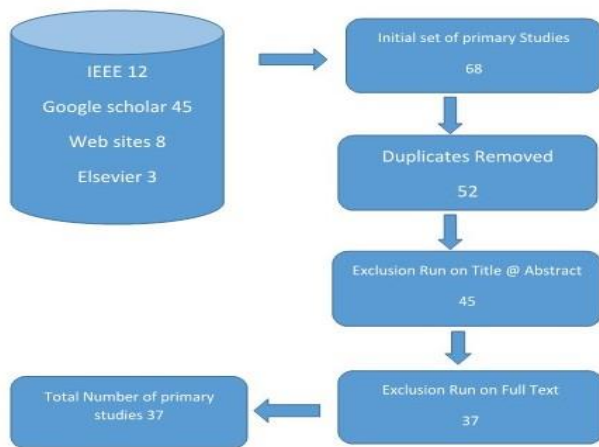 IEEE 12
Google scholar 45
Web sites 8
Elsevier 3
Initial set of primary Studies
68
Duplicates Removed
52
Exclusion Run on Title @ Abstract
45
Exclusion Run on Full Text
37
Total Number of primary
studies 37